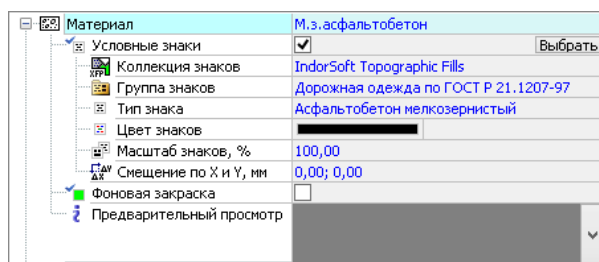 Материал М.з.асфальтобетон
Условные знаки Выбрать
XFP Коллекция знаков IndorSoft Topographic Fills
Группа знаков Дорожная одежда по ГОСТ Р 21.1207-97
Тип знака Асфальтобетон мелкозернистый
Цвет знаков
Масштаб знаков, % 100,00
Смещение по X и Y, мм 0,00; 0,00
Фоновая закраска
Предварительный просмотр